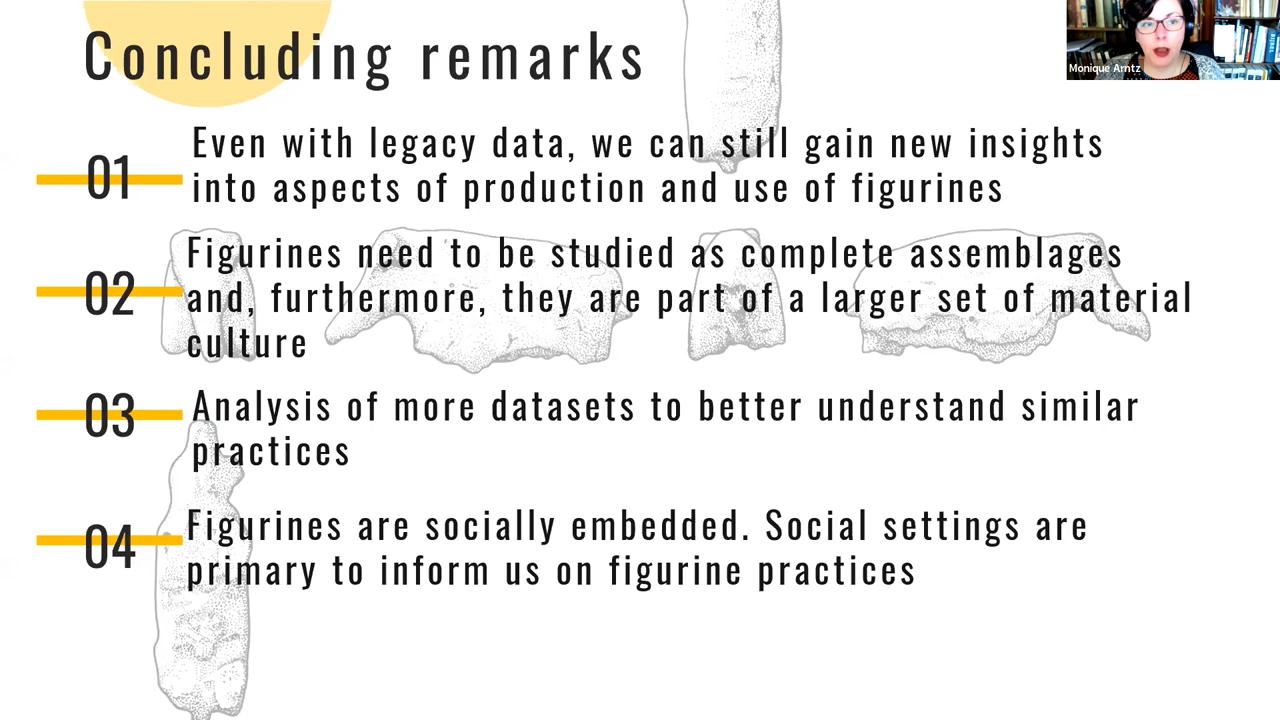 Concluding remarks
Monique Arntz
01
Even with legacy data, we can still gain new insights
into aspects of production and use of figurines
02
Figurines need to be studied as complete assemblages
and, furthermore, they are part of a larger set of material
culture
03
Analysis of more datasets to better understand similar
practices
04
Figurines are socially embedded. Social settings are
primary to inform us on figurine practices